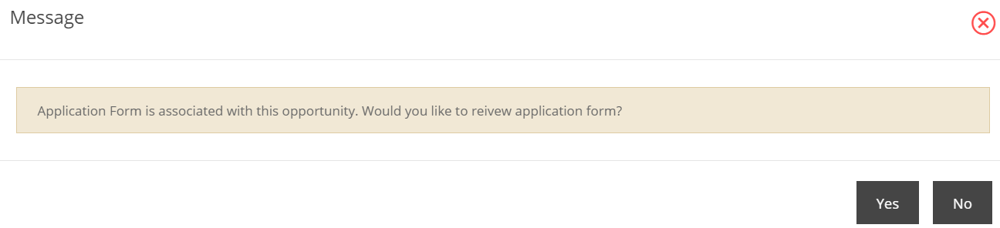 Message
Application Form is associated with this opportunity. Would you like to reivew application form?
Yes
No